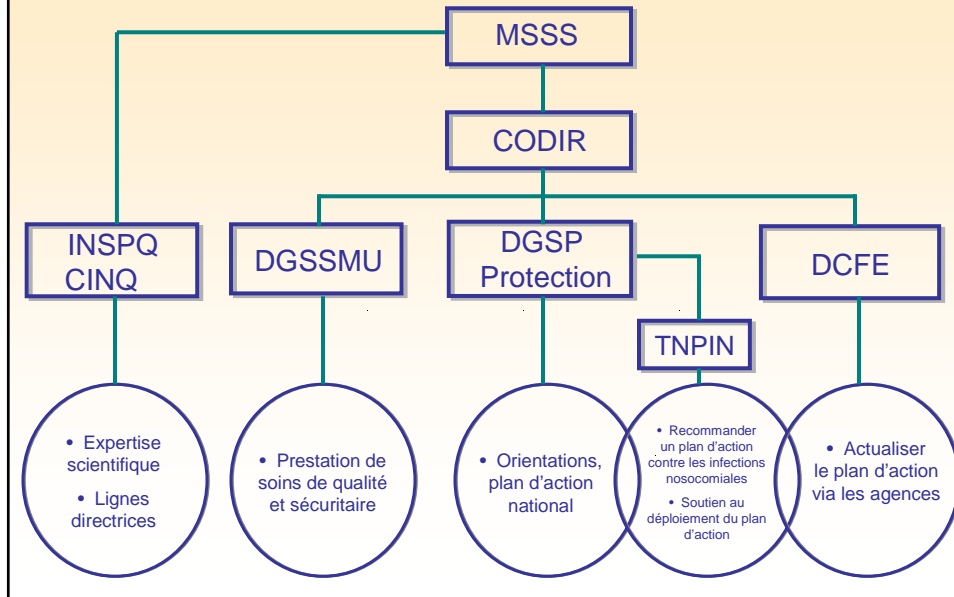 MSSS
CODIR
INSPQ
CINQ
DGSSMU
DGSP
Protection
DCFE
TNPIN
• Expertise
scientifique
• Lignes
directrices
• Prestation de
soins de qualité
et sécuritaire
• Orientations,
plan d'action
national
• Recommander
un plan d'action
contre les infections
nosocomiales
• Soutien au
déploiement du plan
d'action
• Actualiser
le plan d'action
via les agences